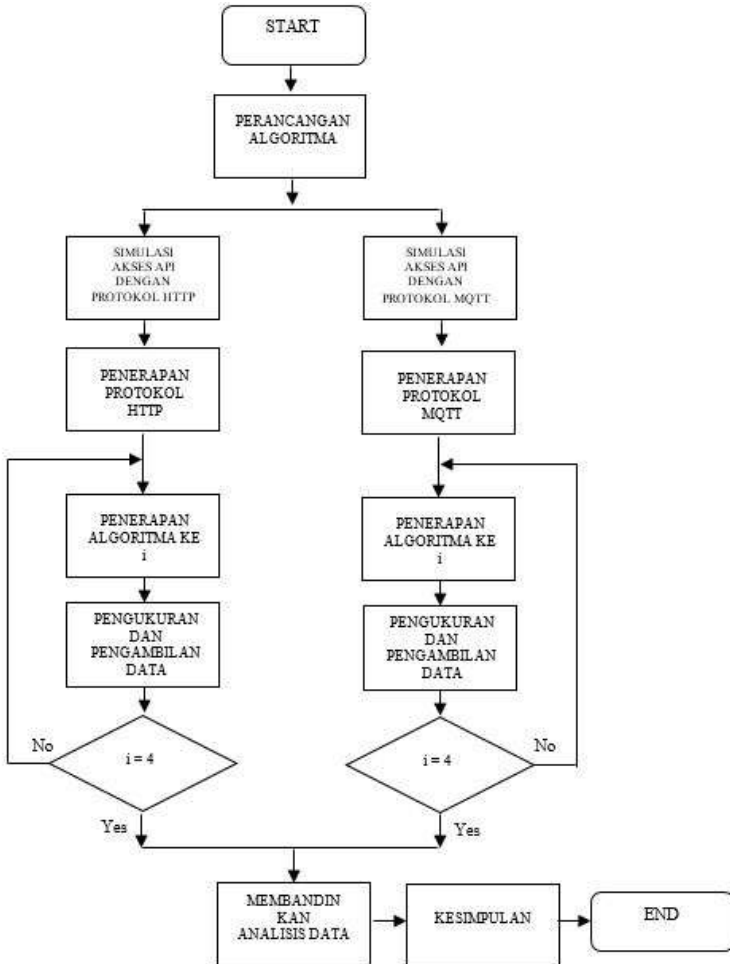 START
PERANCANGAN
ALGORITMA
SIMULASI
AKSES API
DENGAN
PROTOKOL HTTP
SIMULASI
AKSES API
DENGAN
PROTOKOL MQTT
PENERAPAN
PROTOKOL
HTTP
PENERAPAN
PROTOKOL
MQTT
PENERAPAN
ALGORITMA KE
i
PENERAPAN
ALGORITMA KE
i
PENGUKURAN
DAN
PENGAMBILAN
DATA
PENGUKURAN
DAN
PENGAMBILAN
DATA
No
i = 4
i = 4
No
Yes
Yes
MEMBANDIN
KAN
ANALISIS DATA
KESIMPULAN
END